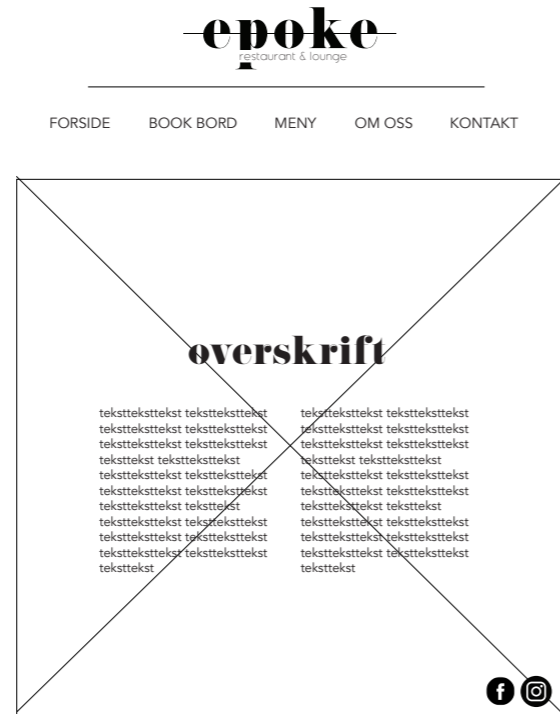 epoke
restaurant & lounge
FORSIDE BOOK BORD MENY OM OSS KONTAKT
overskrift
tekstteksttekst tekstteksttekst
tekstteksttekst tekstteksttekst
tekstteksttekst tekstteksttekst
teksttekst teksttekstekst
tekstteksttekst tekstteksttekst
tekstteksttekst tekstteksttekst
tekstteksttekst teksttekst
tekstteksttekst tekstteksttekst
tekstteksttekst tekstteksttekst
tekstteksttekst tekstteksttekst
teksttekst
tekstteksttekst tekstteksttekst
tekstteksttekst tekstteksttekst
tekstteksttekst tekstteksttekst
teksttekst tekstteksttekst
tekstteksttekst tekstteksttekst
tekstteksttekst tekstteksttekst
tekstteksttekst teksttekst
tekstteksttekst tekstteksttekst
tekstteksttekst tekstteksttekst
tekstteksttekst tekstteksttekst
teksttekst